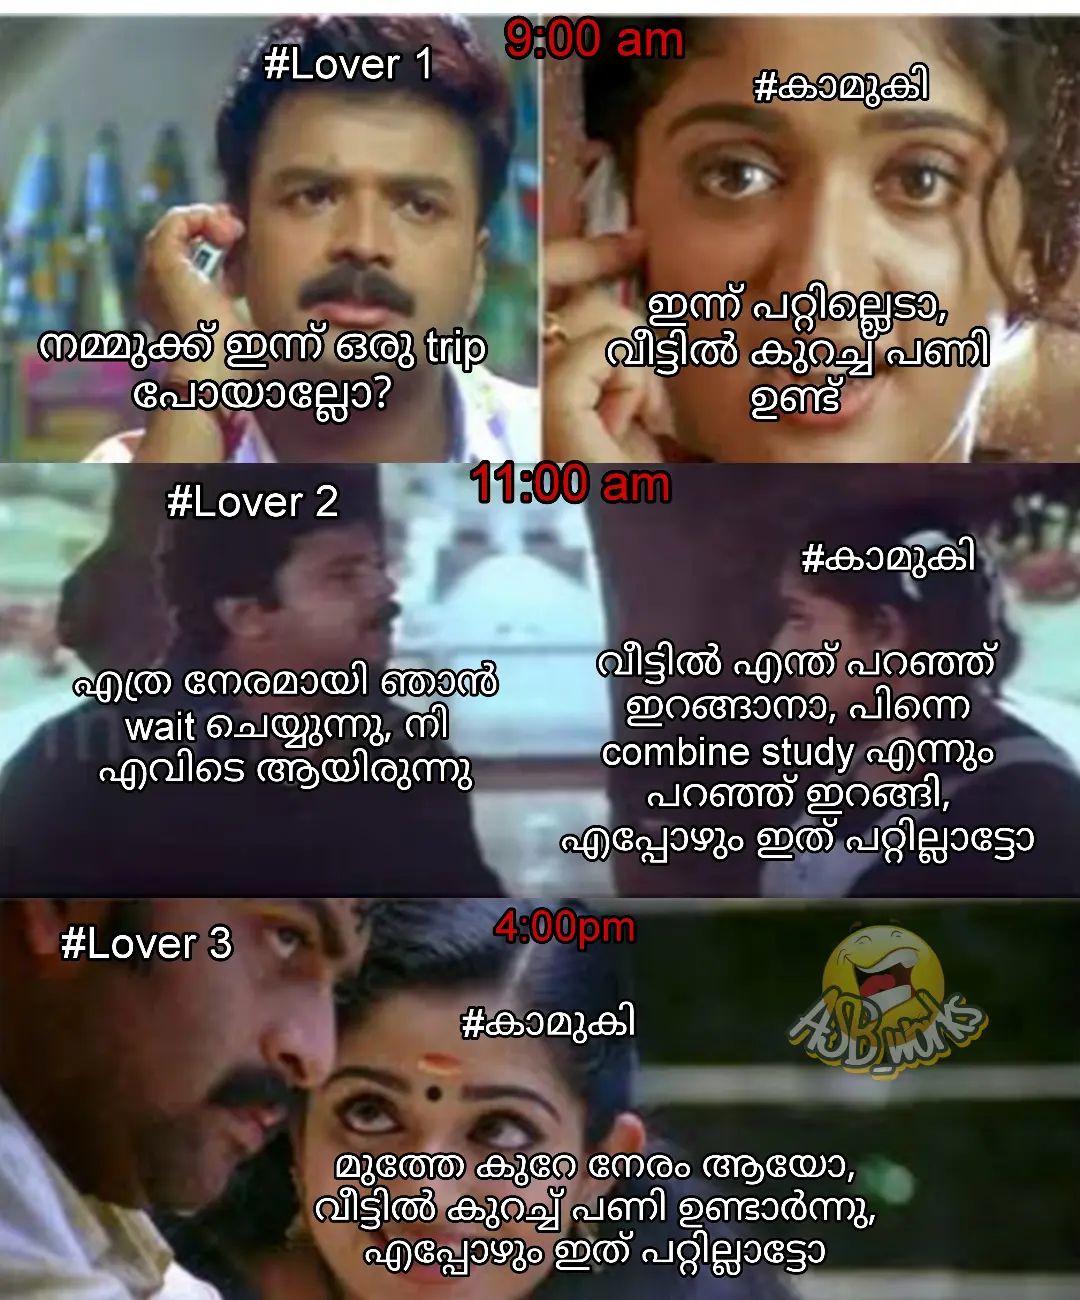 9:00 am
#Lover 1
#കാമുകി
നമ്മുക്ക് ഇന്ന് ഒരു trip
പോയാല്ലോ?
ഇന്ന് പറ്റില്ലെടാ,
വീട്ടിൽ കുറച്ച് പണി
ഉണ്ട്
11:00 am
#Lover 2
#കാമുകി
എത്ര നേരമായി ഞാൻ
wait ചെയ്യുന്നു, നി
എവിടെ ആയിരുന്നു
വീട്ടിൽ എന്ത് പറഞ്ഞ്
ഇറങ്ങാനാ, പിന്നെ
combine study എന്നും
പറഞ്ഞ് ഇറങ്ങി,
എപ്പോഴും ഇത് പറ്റില്ലാട്ടോ
4:00pm
#Lover 3
#കാമുകി
AJB_works
മുത്തേ കുറേ നേരം ആയോ,
വീട്ടിൽ കുറച്ച് പണി ഉണ്ടാർന്നു,
എപ്പോഴും ഇത് പറ്റില്ലാട്ടോ